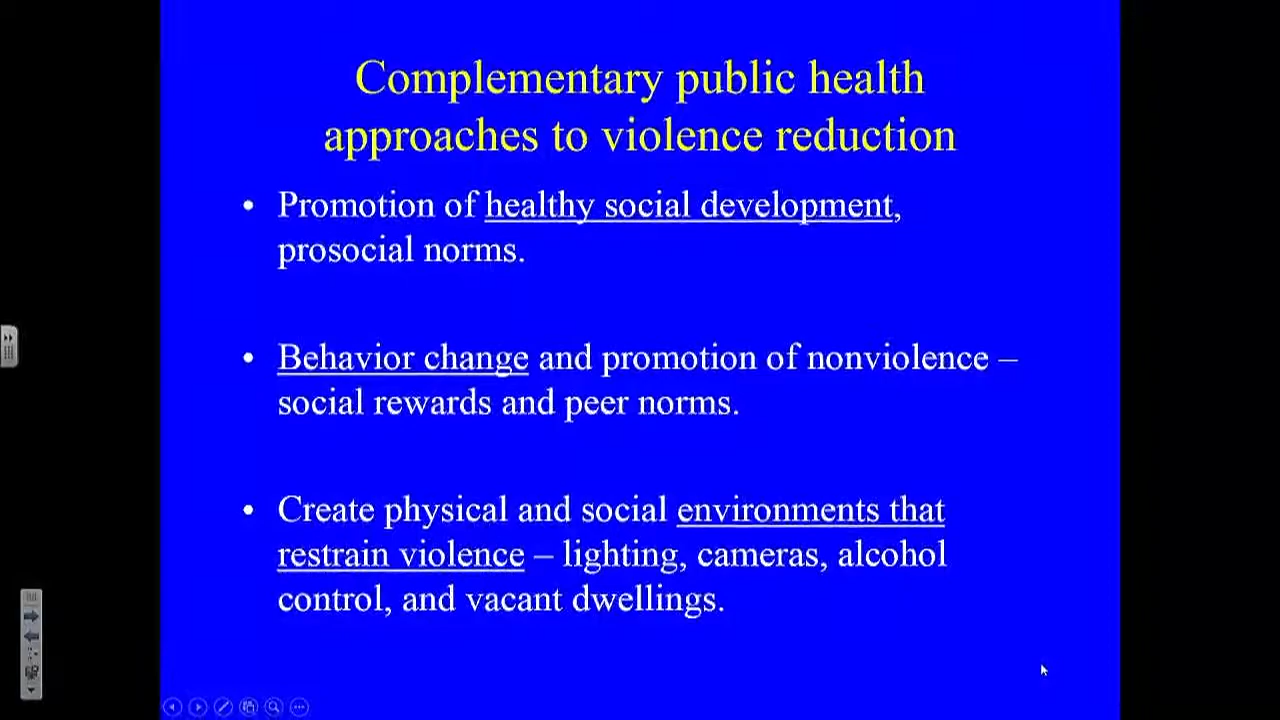 Complementary public health
approaches to violence reduction
• Promotion of healthy social development,
prosocial norms.
• Behavior change and promotion of nonviolence –
social rewards and peer norms.
• Create physical and social environments that
restrain violence – lighting, cameras, alcohol
control, and vacant dwellings.